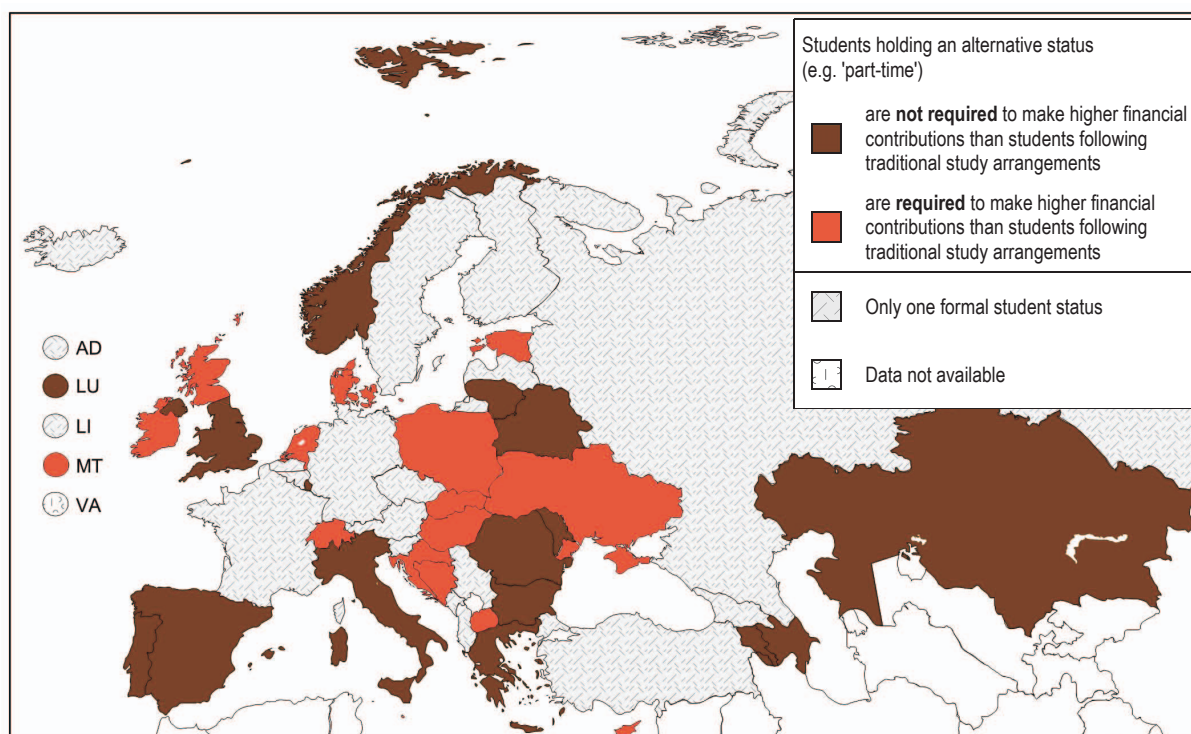 Students holding an alternative status
(e.g. 'part-time')
are not required to make higher financial
contributions than students following
traditional study arrangements
are required to make higher financial
contributions than students following
traditional study arrangements
Only one formal student status
Data not available
AD
LU
LI
MT
VA